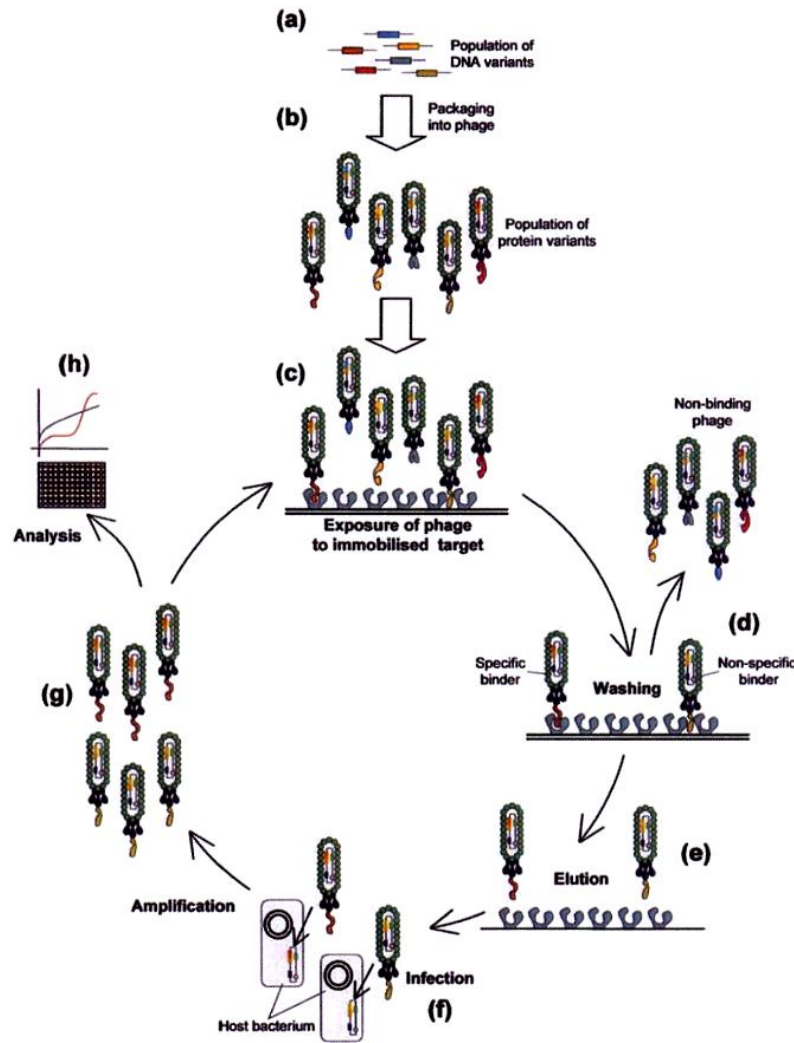 (a)
Population of
DNA variants
(b)
Packaging
into phage
Population of
protein variants
(h)
(c)
Non-binding
phage
Analysis
Exposure of phage
to immobilised target
(d)
Specific
binder
Washing
Non-specific
binder
(g)
(e)
Elution
Amplification
Infection
Host bacterium
(f)